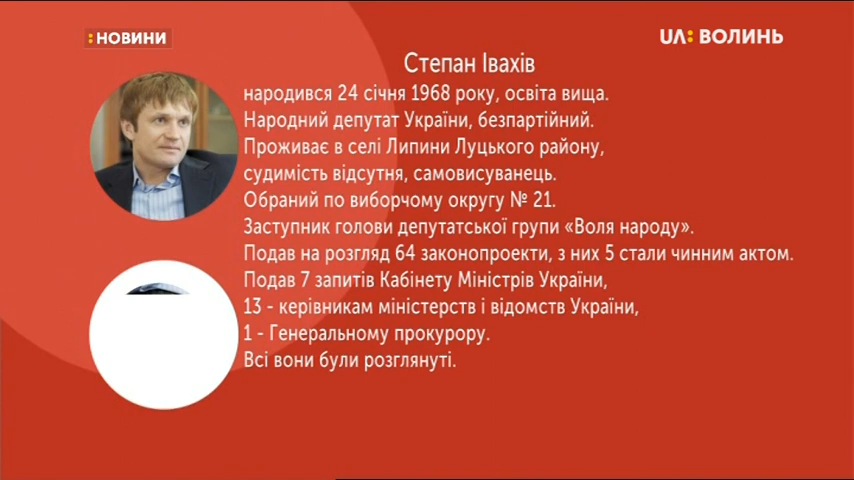 :НОВИНИ
UA: ВОЛИНЬ
Степан Івахів
народився 24 січня 1968 року, освіта вища.
Народний депутат України, безпартійний.
Проживає в селі Липини Луцького району,
судимість відсутня, самовисуванець.
Обраний по виборчому округу № 21.
Заступник голови депутатської групи «Воля народу».
Подав на розгляд 64 законопроекти, з них 5 стали чинним актом.
Подав 7 запитів Кабінету Міністрів України,
13 - керівникам міністерств і відомств України,
1 - Генеральному прокурору.
Всі вони були розглянуті.